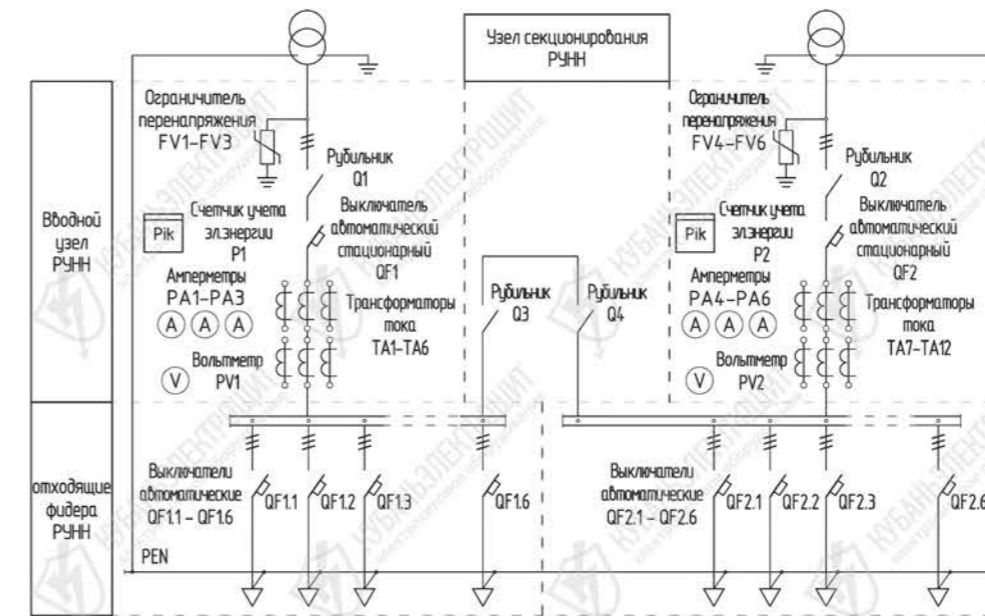 Узел секционирования
РУНН
Вводной
узел
РУНН
Ограничитель
перенапряжения
FV1-FV3
Рубильник
Q1
Счетчик учета
эл.энергии
P1
Pik
Выключатель
автоматический
стационарный
QF1
Амперметры
PA1-PA3
A A A
Трансформаторы
тока
TA1-TA6
Вольтметр
PV1
V
Рубильник
Q3
Рубильник
Q4
Ограничитель
перенапряжения
FV4-FV6
Рубильник
Q2
Счетчик учета
эл.энергии
P2
Pik
Выключатель
автоматический
стационарный
QF2
Амперметры
PA4-PA6
A A A
Трансформаторы
тока
TA7-TA12
Вольтметр
PV2
V
отходящие
фидера
РУНН
Выключатели
автоматические
QF1.1 - QF1.6
QF1.1 QF1.2 QF1.3 QF1.6
PEN
Выключатели
автоматические
QF2.1 - QF2.6
QF2.1 QF2.2 QF2.3 QF2.6
КУБАНЬЭЛЕКТРОЩИТ
электрощитовое оборудование